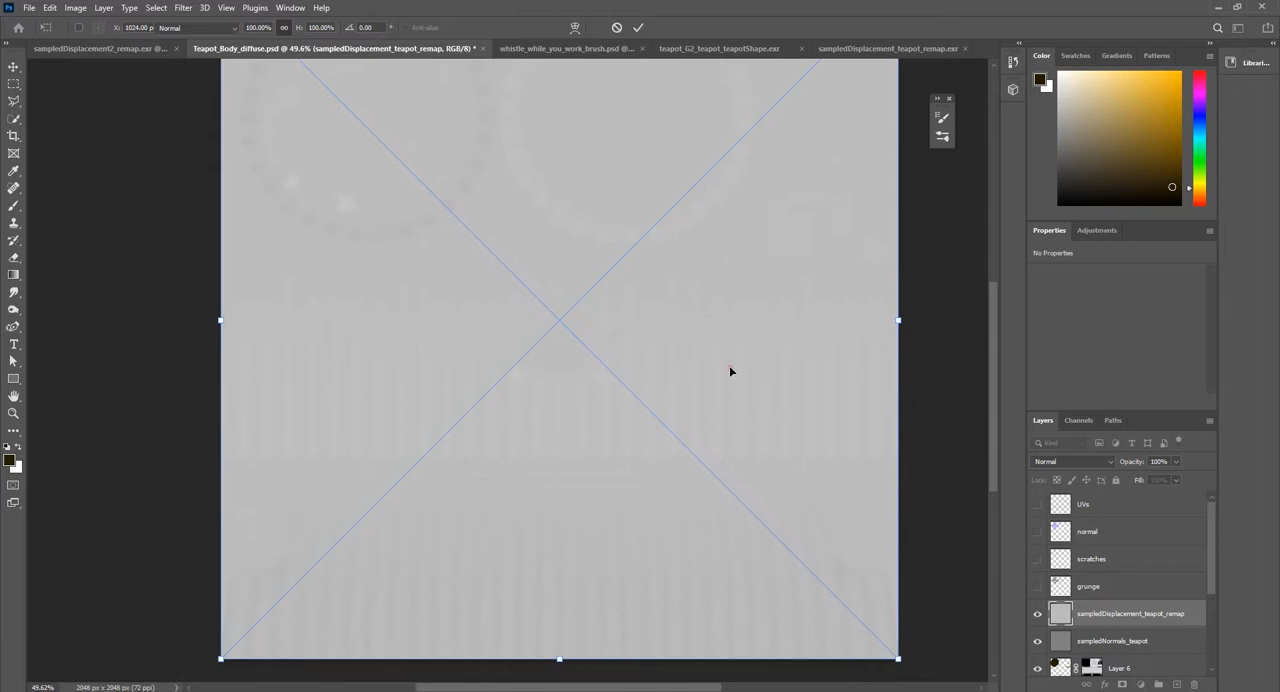 Ps File Edit Image Layer Type Select Filter 3D View Plugins Window Help
X: 1024.00 p Normal 100.00% H: 100.00% 0.00 ° Anti-alias
sampledDisplacement2_remap.exr @... × Teapot_Body_diffuse.psd @ 49.6% (sampledDisplacement_teapot_remap, RGB/8) * × whistle_while_you_work_brush.psd @... × teapot_G2_teapot_teapotShape.exr × sampledDisplacement_teapot_remap.exr ×
Color Swatches Gradients Patterns
Librari...
Properties Adjustments
No Properties
Layers Channels Paths
Kind
Normal Opacity: 100%
Lock: Fill: 100%
UVs
normal
scratches
grunge
sampledDisplacement_teapot_remap
sampledNormals_teapot
Layer 6
49.62% 2048 px x 2048 px (72 ppi)